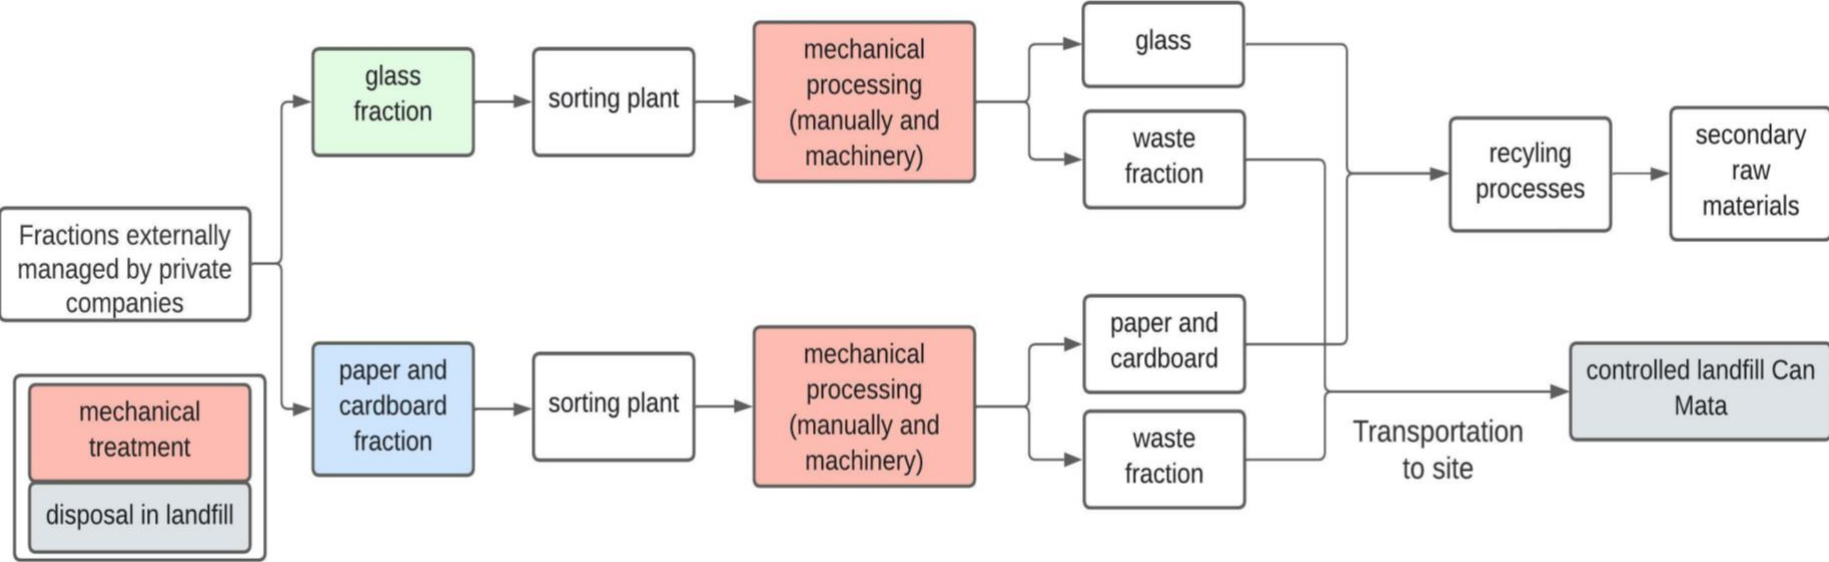 glass
fraction
sorting plant
mechanical
processing
(manually and
machinery)
glass
waste
fraction
recyling
processes
secondary
raw
materials
Fractions externally
managed by private
companies
paper and
cardboard
fraction
sorting plant
mechanical
processing
(manually and
machinery)
paper and
cardboard
waste
fraction
controlled landfill Can
Mata
Transportation
to site
mechanical
treatment
disposal in landfill